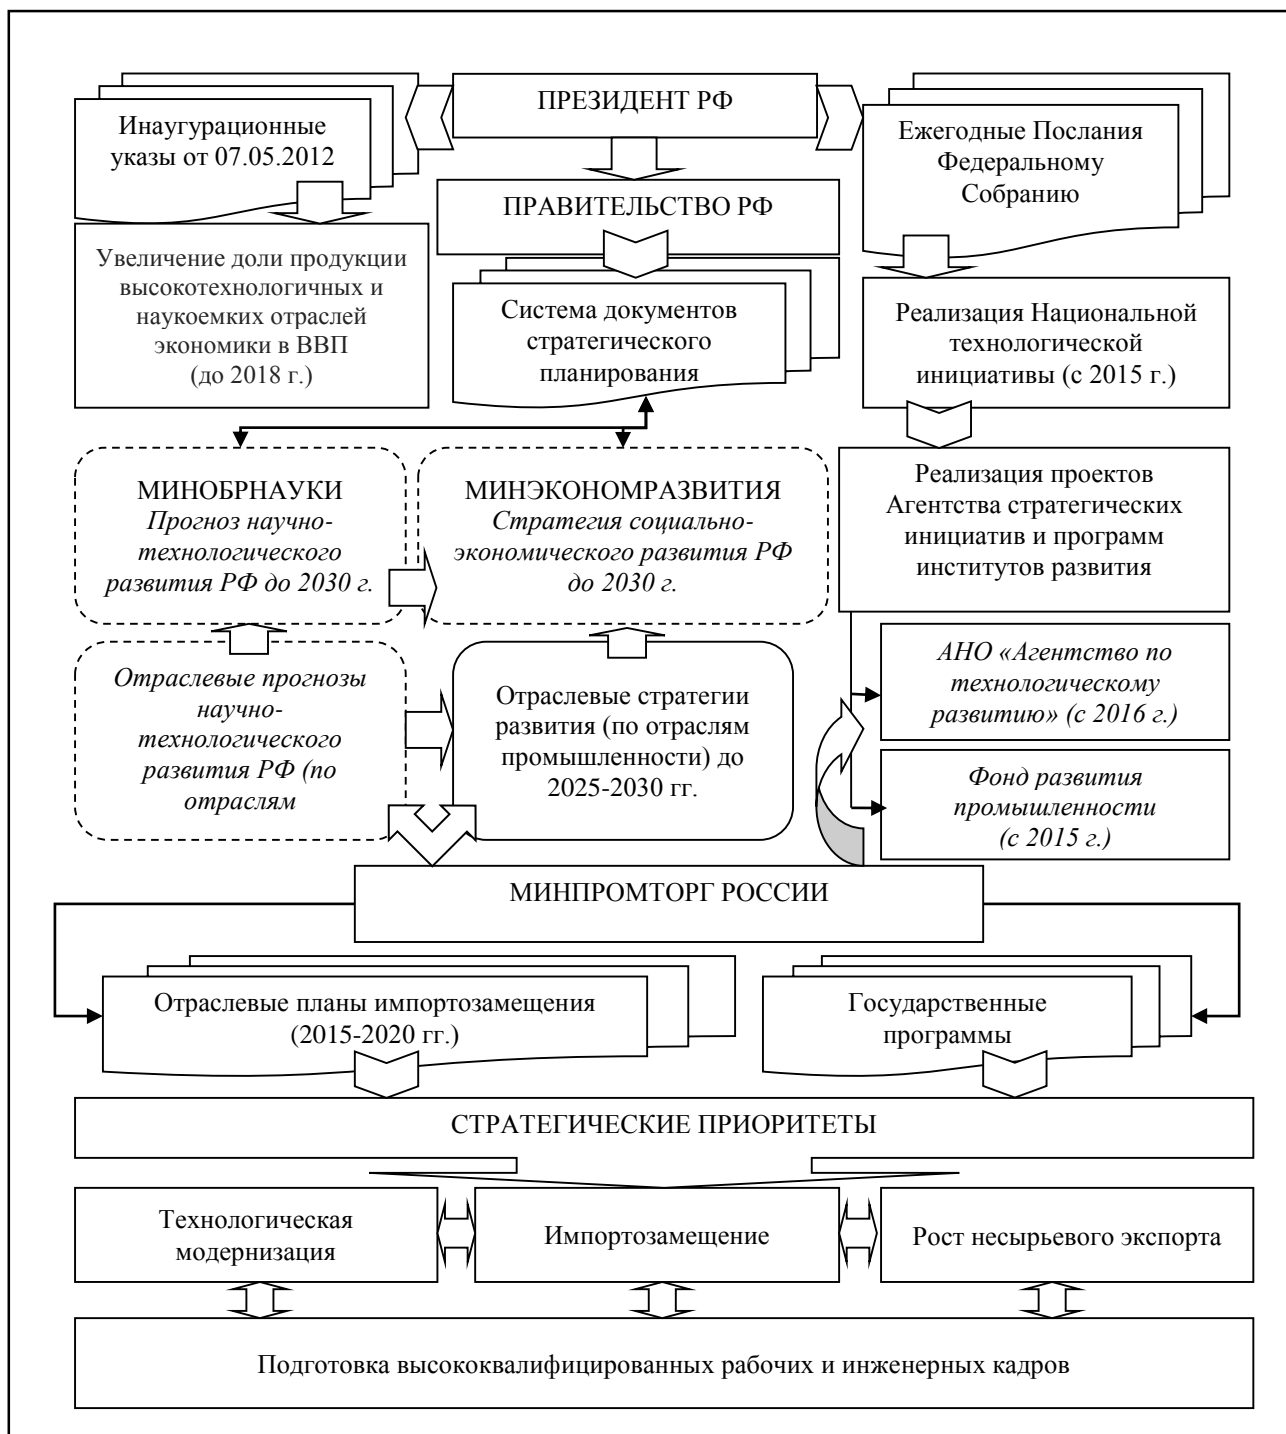 ПРЕЗИДЕНТ РФ
Инаугурационные
указы от 07.05.2012
Ежегодные Послания
Федеральному
Собранию
ПРАВИТЕЛЬСТВО РФ
Увеличение доли продукции
высокотехнологичных и
наукоемких отраслей
экономики в ВВП
(до 2018 г.)
Система документов
стратегического
планирования
Реализация Национальной
технологической
инициативы (с 2015 г.)
МИНОБРНАУКИ
Прогноз научно-
технологического
развития РФ до 2030 г.
МИНЭКОНОМРАЗВИТИЯ
Стратегия социально-
экономического развития РФ
до 2030 г.
Реализация проектов
Агентства стратегических
инициатив и программ
институтов развития
Отраслевые прогнозы
научно-
технологического
развития РФ (по
отраслям
Отраслевые стратегии
развития (по отраслям
промышленности) до
2025-2030 гг.
АНО «Агентство по
технологическому
развитию» (с 2016 г.)
Фонд развития
промышленности
(с 2015 г.)
МИНПРОМТОРГ РОССИИ
Отраслевые планы импортозамещения
(2015-2020 гг.)
Государственные
программы
СТРАТЕГИЧЕСКИЕ ПРИОРИТЕТЫ
Технологическая
модернизация
Импортозамещение
Рост несырьевого экспорта
Подготовка высококвалифицированных рабочих и инженерных кадров